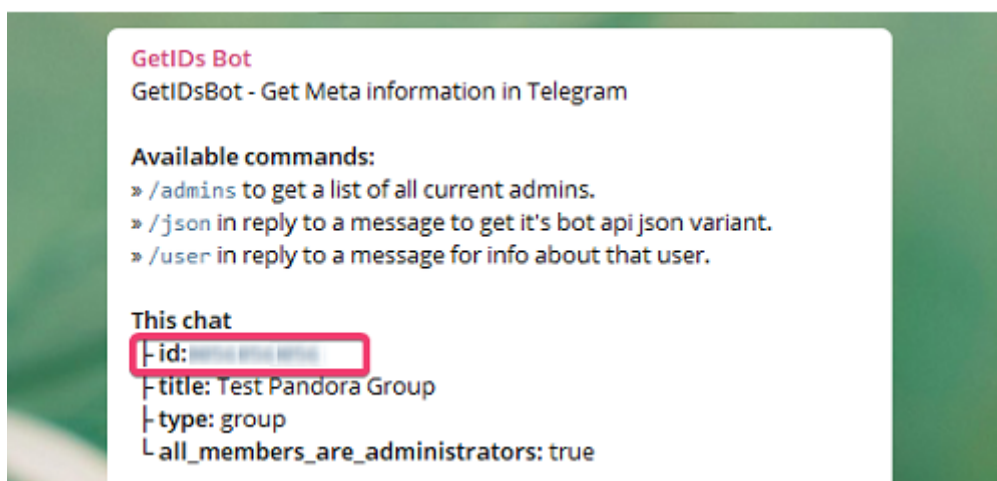 GetIDs Bot
GetIDsBot - Get Meta information in Telegram
Available commands:
» /admins to get a list of all current admins.
» /json in reply to a message to get it's bot api json variant.
» /user in reply to a message for info about that user.
This chat
├ id:
├ title: Test Pandora Group
├ type: group
└ all_members_are_administrators: true